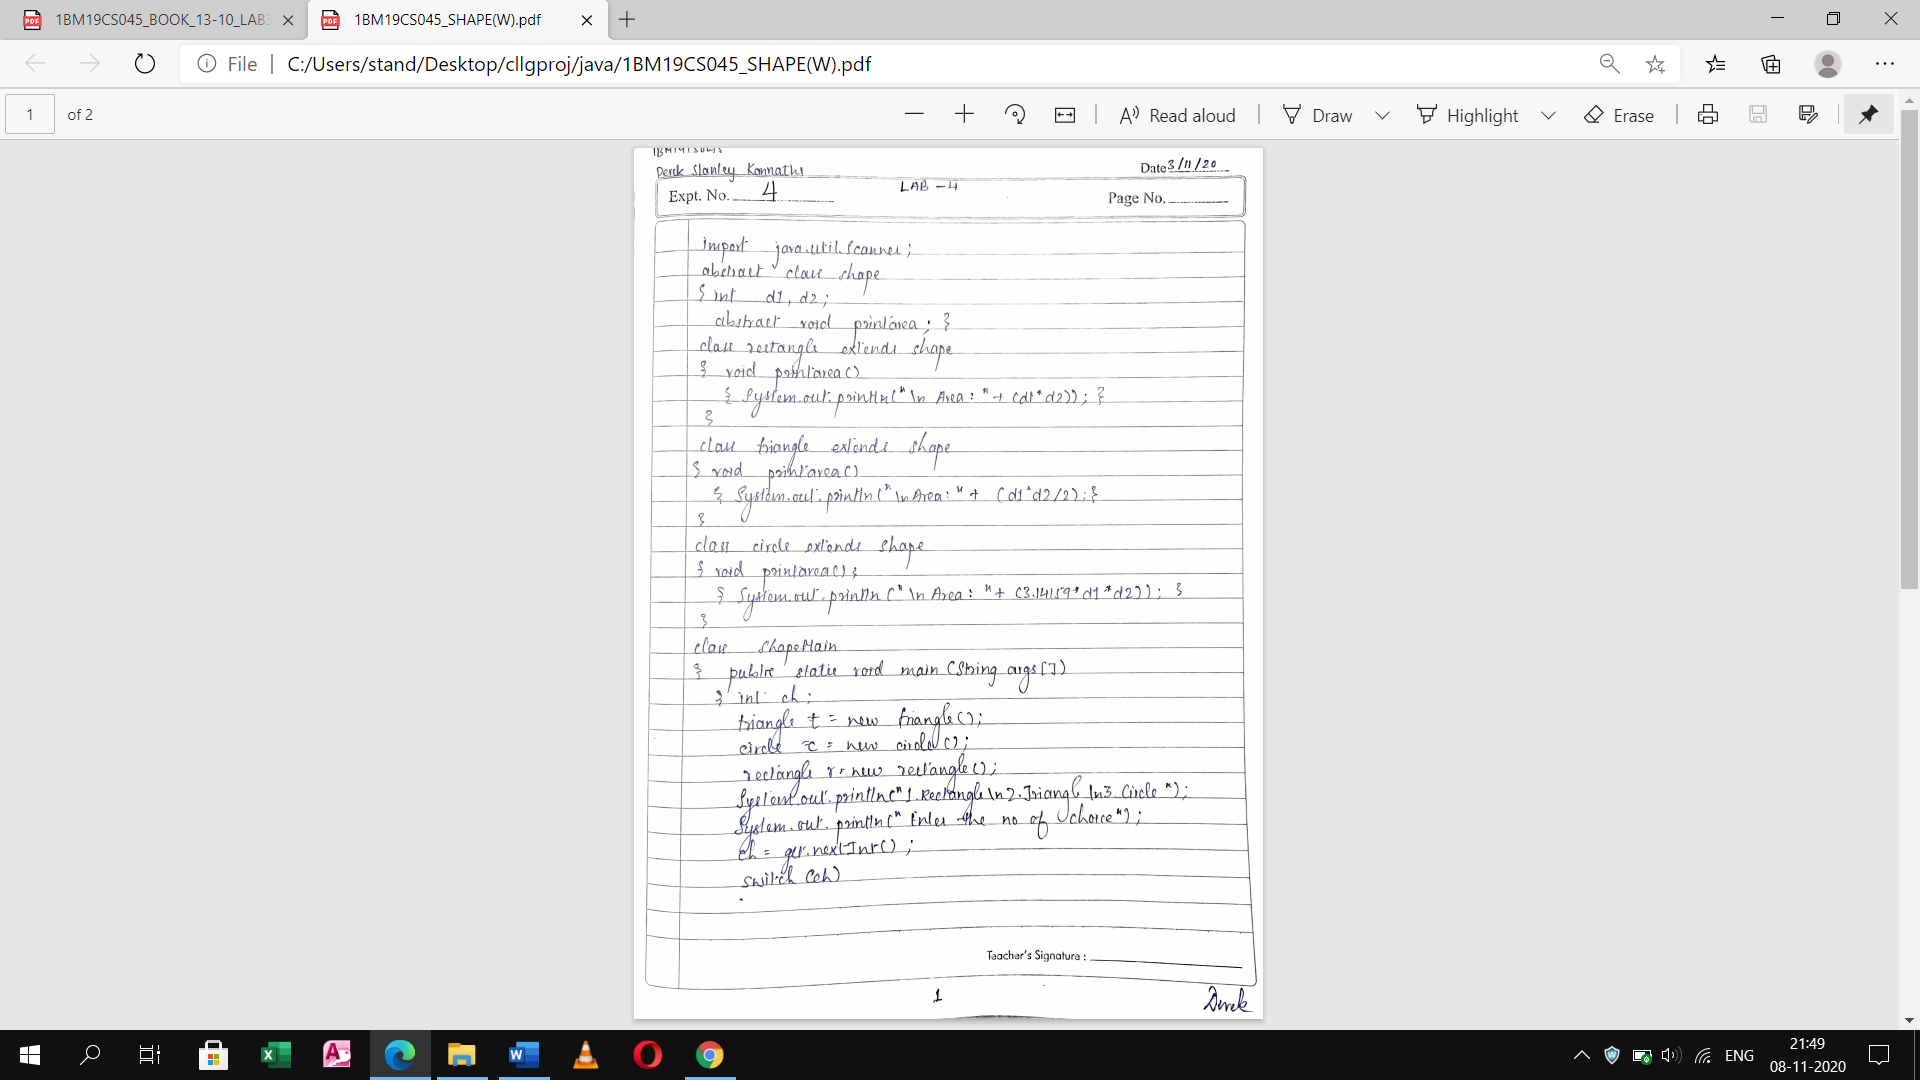 1BM19CS045_BOOK_13-10_LAB
1BM19CS045_SHAPE(W).pdf
File
C:/Users/stand/Desktop/cllgproj/java/1BM19CS045_SHAPE(W).pdf
1 of 2
Read aloud
Draw
Highlight
Erase
1BM19CS045
Derek Stanley Kannaths
Date 3/11/20
Expt. No. 4
LAB - 4
Page No.
import java.util.Scanner;
abstract class shape
{ int d1, d2;
abstract void printarea; }
class rectangle extends shape
{ void printarea()
{ System.out.println("\n Area: " + (d1*d2)); }
}
class triangle extends shape
{ void printarea()
{ System.out.println("\n Area: " + (d1*d2/2); }
}
class circle extends shape
{ void printarea();
{ System.out.println("\n Area: " + (3.14159*d1*d2)); }
}
class ShapeMain
{ public static void main (String args[])
{ int ch;
triangle t = new triangle();
circle c = new circle();
rectangle r = new rectangle();
System.out.println("1.Rectangle\n2.Triangle\n3.Circle");
System.out.println("Enter the no of choice");
ch = .nextInt();
switch (ch)
Teacher's Signature :
1
Derek
ENG
21:49
08-11-2020